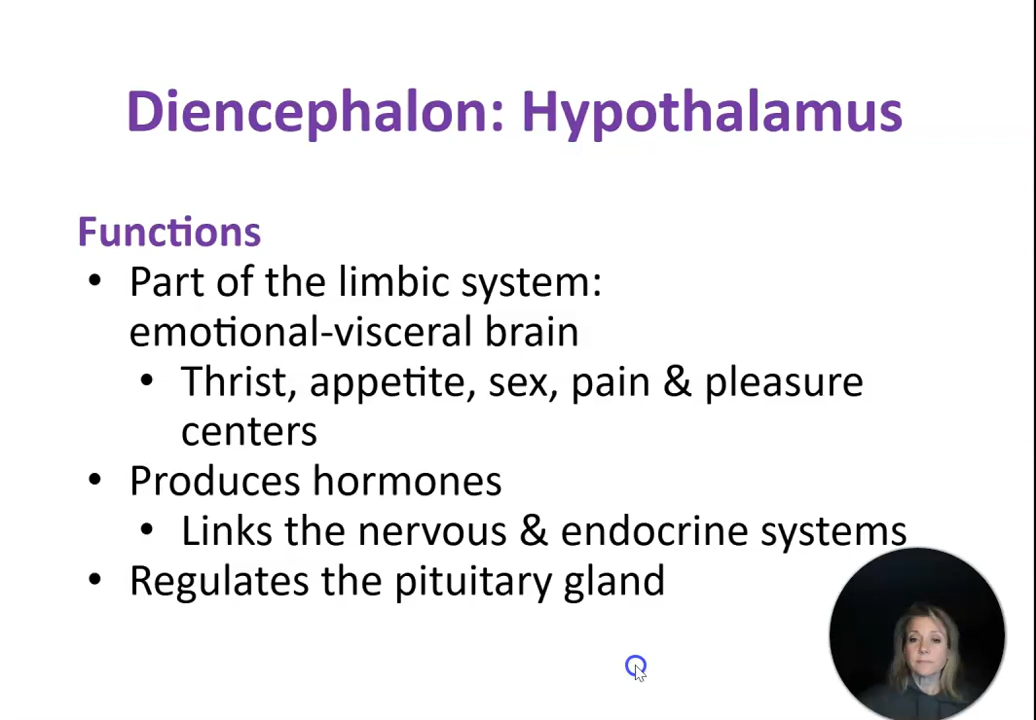 Diencephalon: Hypothalamus
Functions
• Part of the limbic system:
emotional-visceral brain
• Thrist, appetite, sex, pain & pleasure
centers
• Produces hormones
• Links the nervous & endocrine systems
• Regulates the pituitary gland